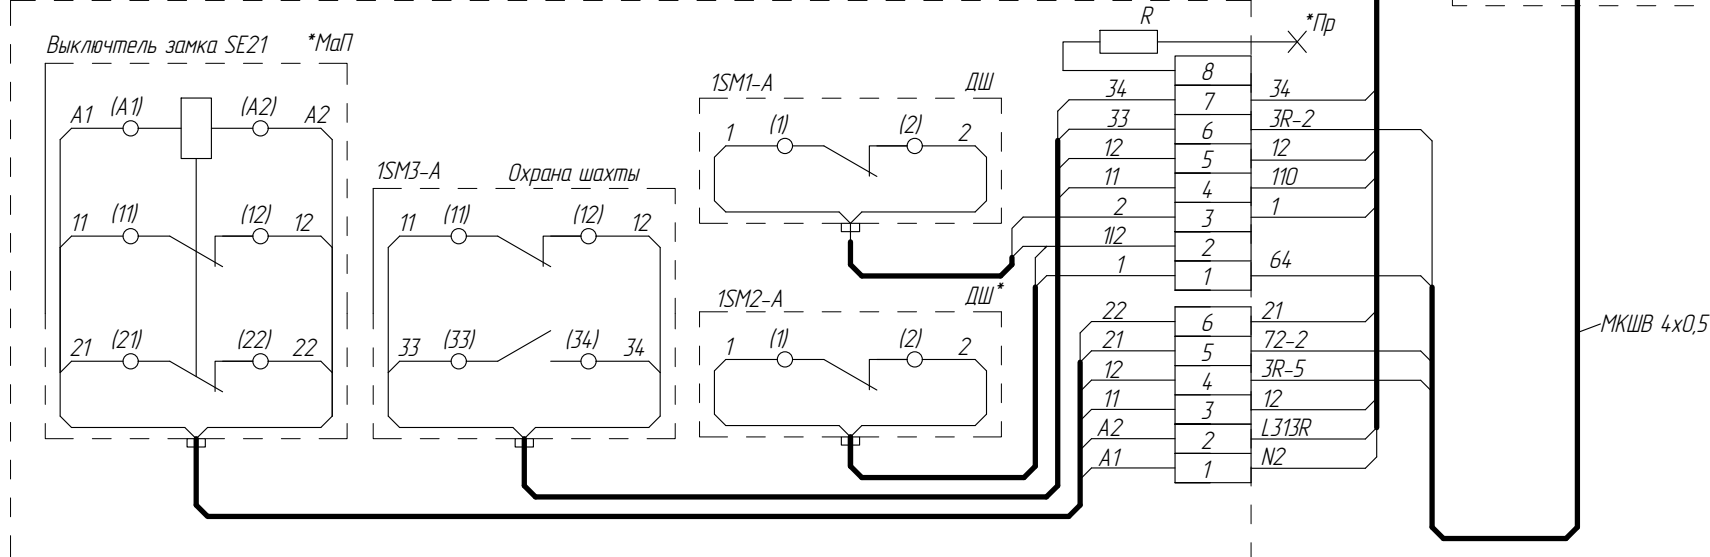 R
*Пр
Выключтель замка SE21 *МаП
8
1SM1-А ДШ
34 7 34
A1 (A1) (A2) A2
33 6 3R-2
1 (1) (2) 2
12 5 12
1SM3-А Охрана шахты
11 4 110
2 3 1
11 (11) (12) 12
11 (11) (12) 12
1/2 2
1 1 64
1SM2-А ДШ*
22 6 21
МКШВ 4х0,5
21 (21) (22) 22
33 (33) (34) 34
1 (1) (2) 2
21 5 72-2
12 4 3R-5
11 3 12
A2 2 L313R
A1 1 N2